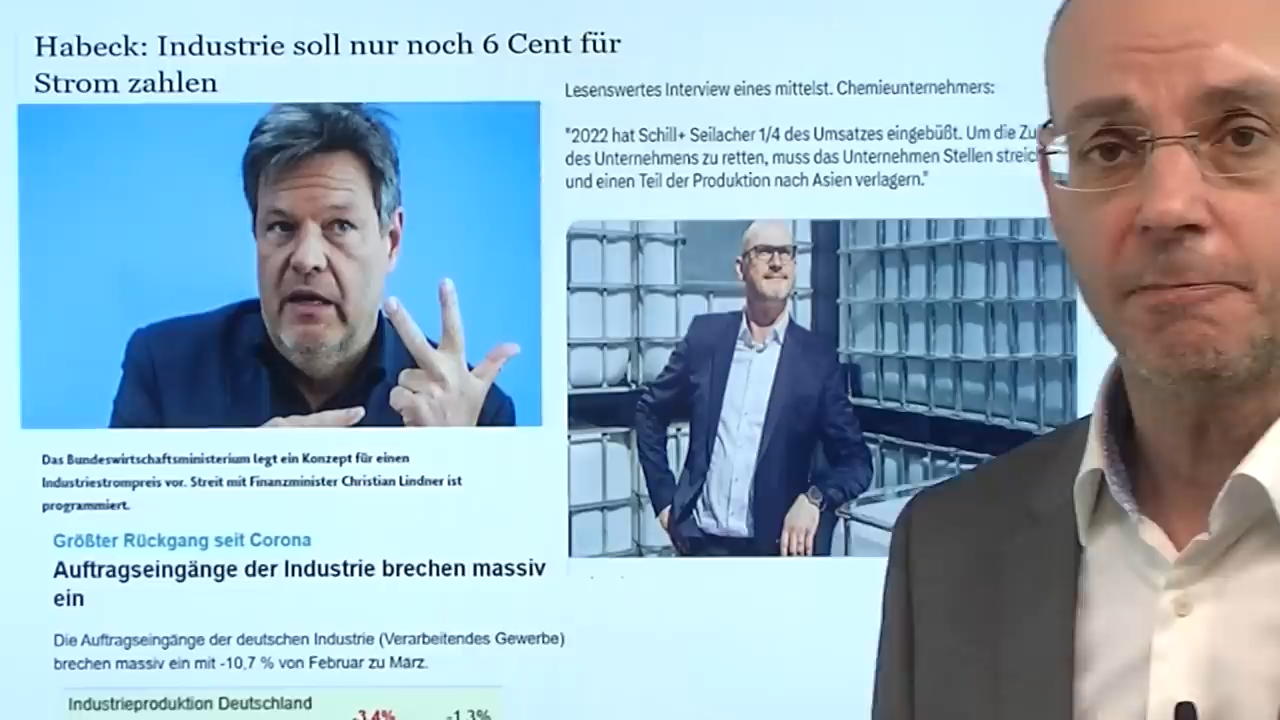 Habeck: Industrie soll nur noch 6 Cent für
Strom zahlen
Das Bundeswirtschaftsministerium legt ein Konzept für einen
Industriestrompreis vor. Streit mit Finanzminister Christian Lindner ist
programmiert.
Größter Rückgang seit Corona
Auftragseingänge der Industrie brechen massiv
ein
Die Auftragseingänge der deutschen Industrie (Verarbeitendes Gewerbe)
brechen massiv ein mit -10,7 % von Februar zu März.
Industrieproduktion Deutschland
-3,4% -1,3%
Lesenswertes Interview eines mittelst. Chemieunternehmers:
"2022 hat Schill+ Seilacher 1/4 des Umsatzes eingebüßt. Um die Zu
des Unternehmens zu retten, muss das Unternehmen Stellen streic
und einen Teil der Produktion nach Asien verlagern."